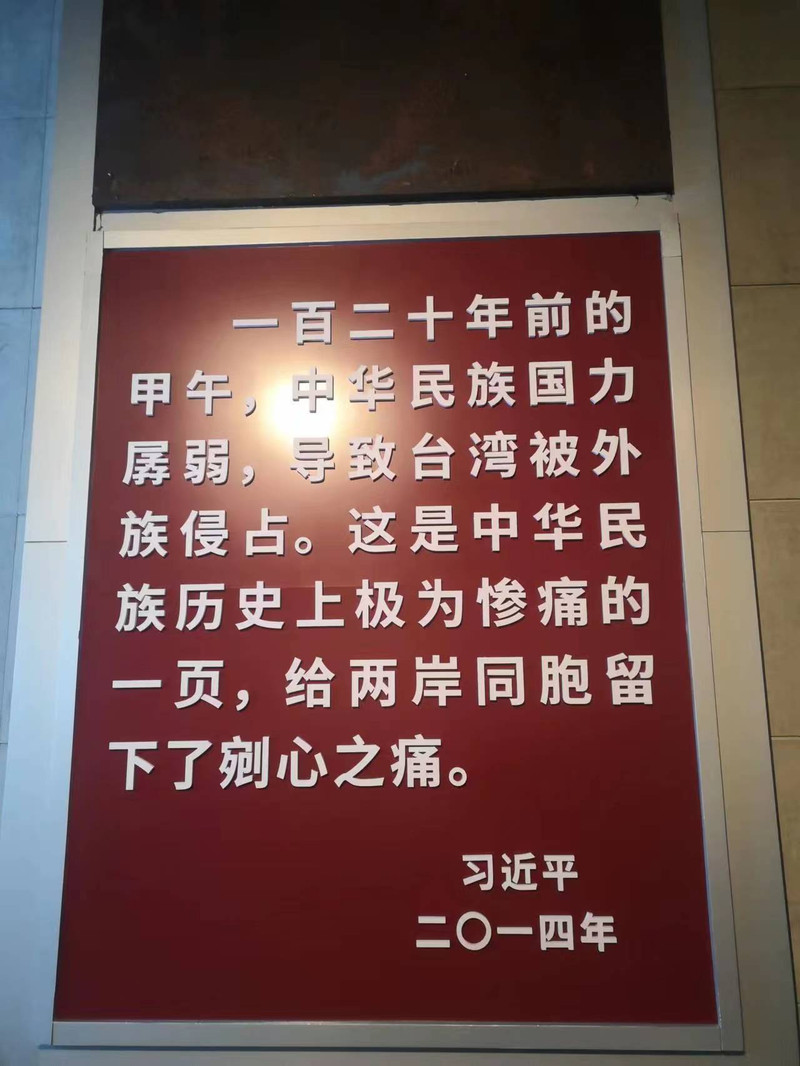 一百二十年前的
甲午，中华民族国力
孱弱，导致台湾被外
族侵占。这是中华民
族历史上极为惨痛的
一页，给两岸同胞留
下了剜心之痛。
习近平
二〇一四年